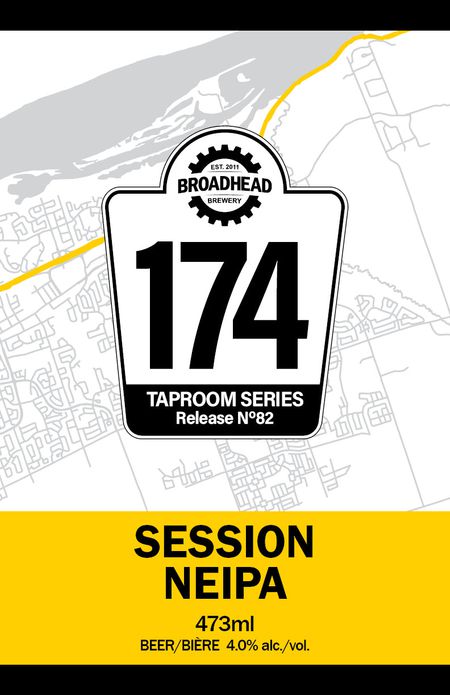 EST. 2011
BROADHEAD
BREWERY
174
TAPROOM SERIES
Release Nº82
SESSION
NEIPA
473ml
BEER/BIÈRE 4.0% alc./vol.